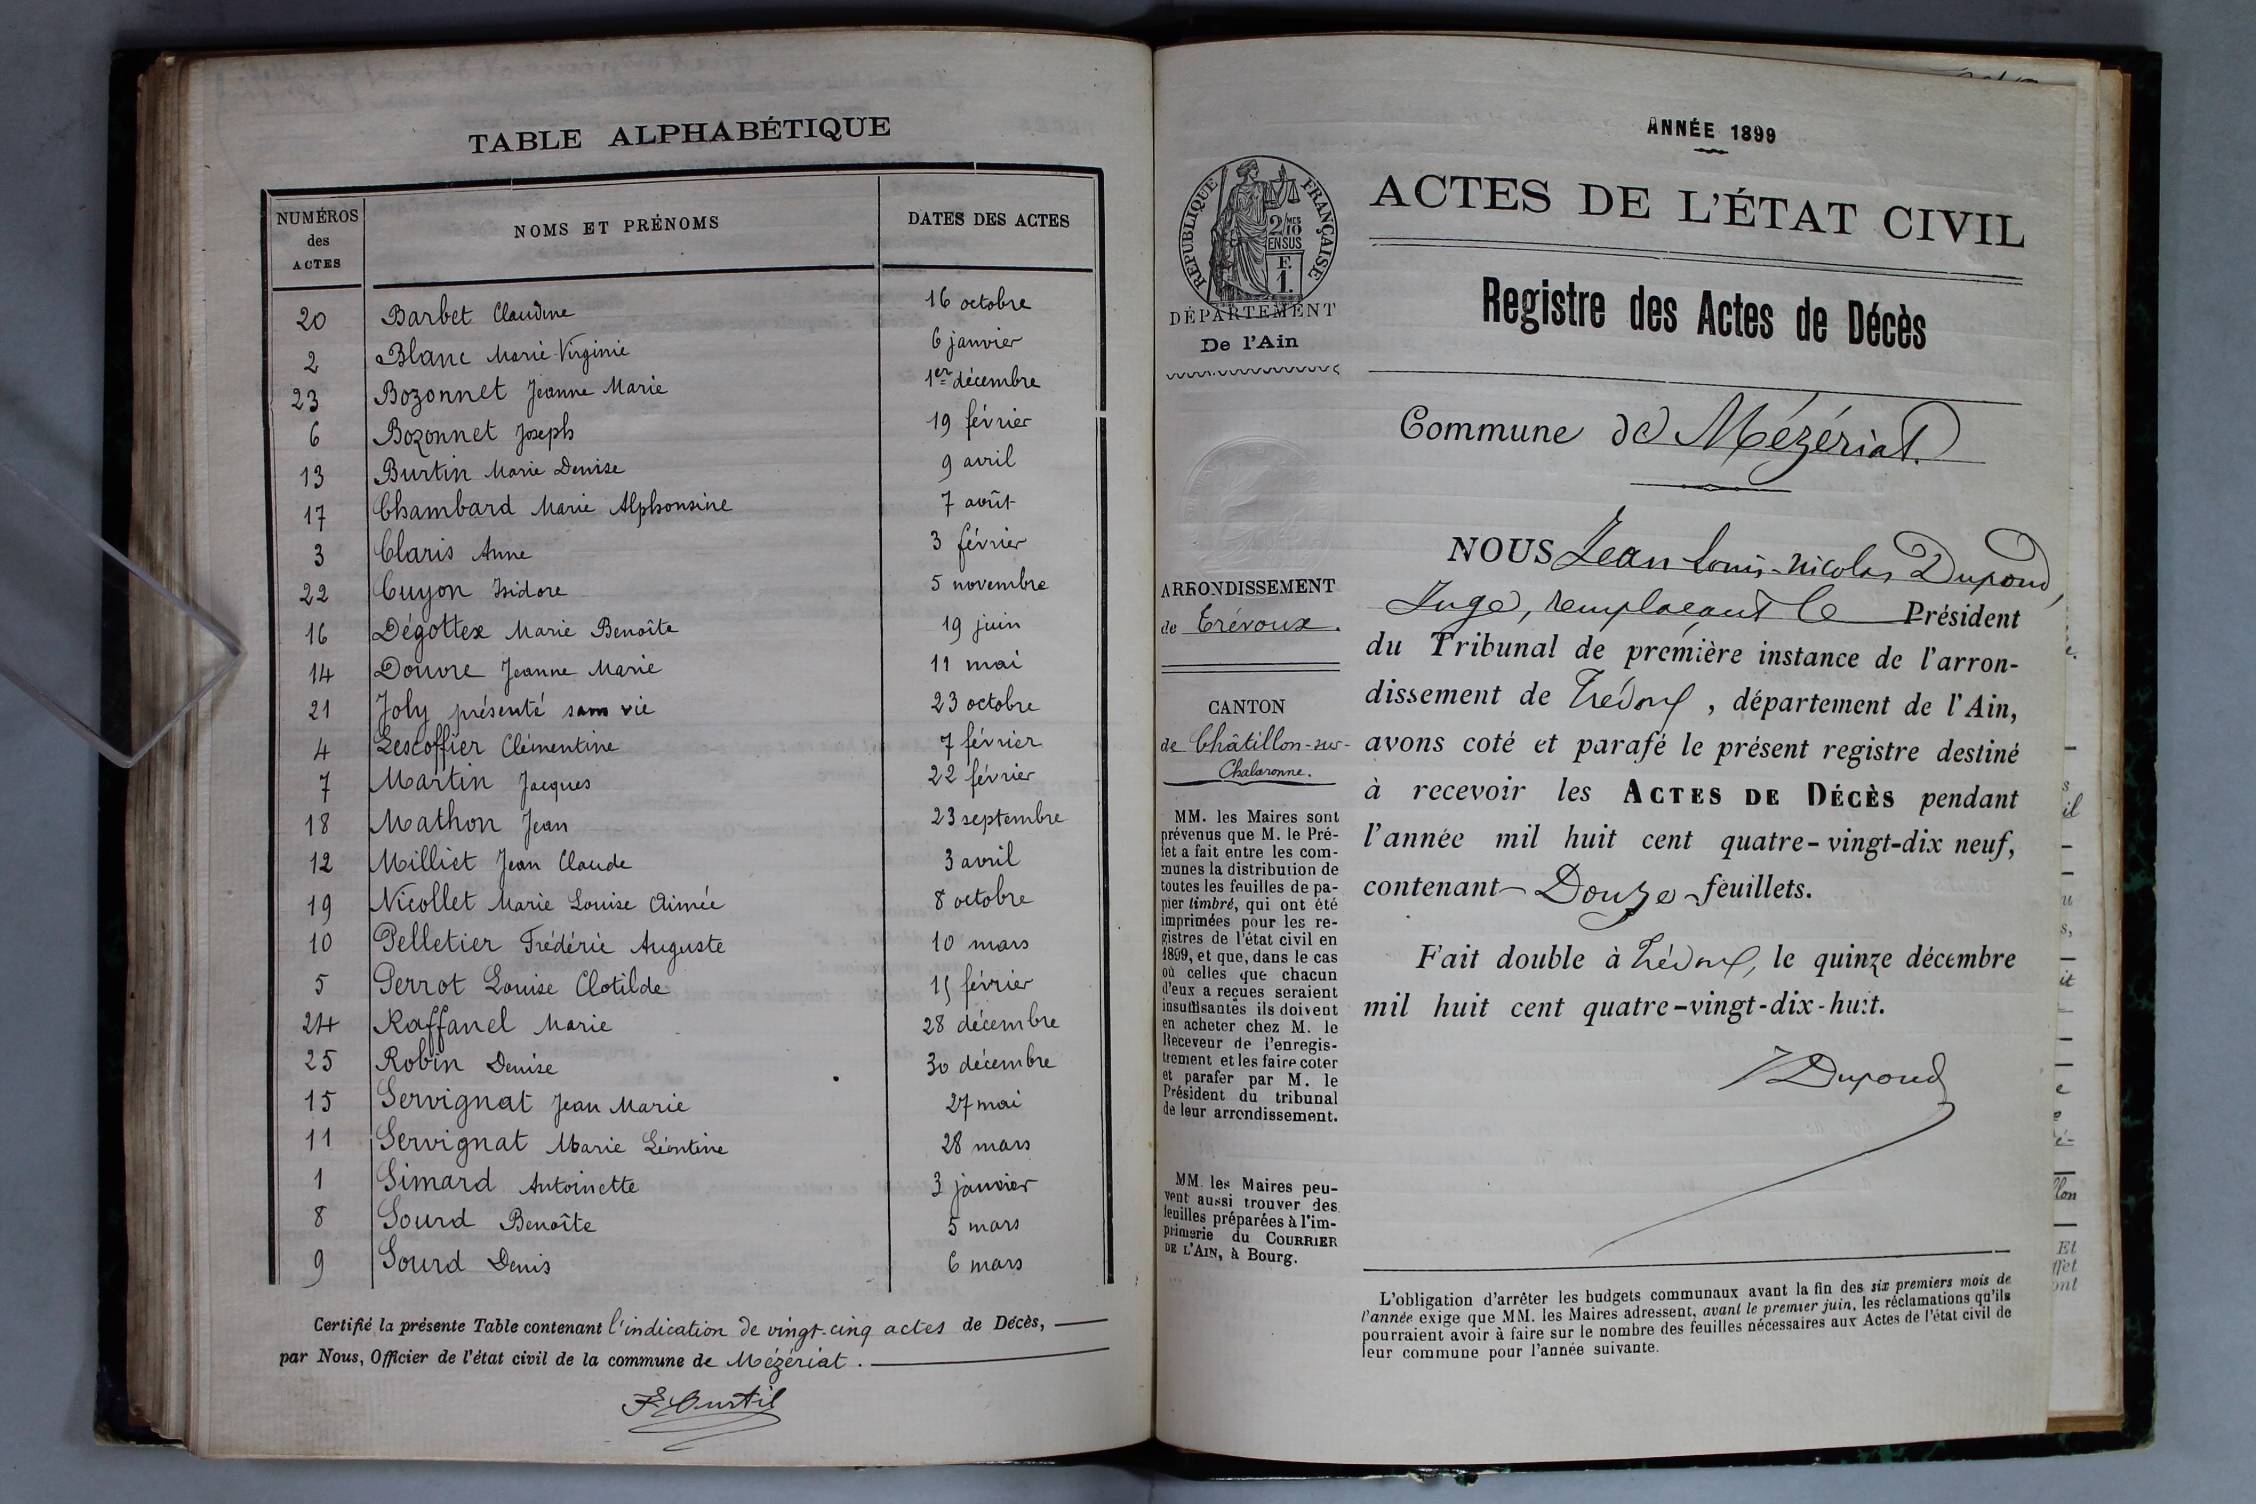 TABLE ALPHABÉTIQUE
NUMÉROS des ACTES NOMS ET PRÉNOMS DATES DES ACTES
20 Barbet Claudine 16 octobre
2 Blanc Marie-Virginie 6 janvier
23 Bozonnet Jeanne Marie 1er décembre
6 Bozonnet Joseph 19 février
13 Burtin Marie Denise 9 avril
17 Chambard Marie Alphonsine 7 août
3 Claris Anne 3 février
22 Cuyon Isidore 5 novembre
16 Dégottex Marie Benoîte 19 juin
14 Douvre Jeanne Marie 11 mai
21 Joly présenté sans vie 23 octobre
4 Lescoffier Clémentine 7 février
7 Martin Jacques 22 février
18 Mathon Jean 23 septembre
12 Milliet Jean Claude 3 avril
19 Nicollet Marie Louise Aimée 8 octobre
10 Pelletier Frédéric Auguste 10 mars
5 Perrot Louise Clotilde 15 février
24 Raffanel Marie 28 décembre
25 Robin Denise 30 décembre
15 Servignat Jean Marie 27 mai
11 Servignat Marie Léontine 28 mars
1 Simard Antoinette 3 janvier
8 Sourd Benoîte 5 mars
9 Sourd Denis 6 mars
Certifié la présente Table contenant l'indication de vingt-cinq actes de Décès,
par Nous, Officier de l'état civil de la commune de Mézériat.
ANNÉE 1899
RÉPUBLIQUE FRANÇAISE
2/10 MES
EN SUS
F.
1.
DÉPARTEMENT
De l'Ain
ARRONDISSEMENT
de Trévoux.
CANTON
de Châtillon-sur-
Chalaronne.
MM. les Maires sont
prévenus que M. le Pré-
fet a fait entre les com-
munes la distribution de
toutes les feuilles de pa-
pier timbré, qui ont été
imprimées pour les re-
gistres de l'état civil en
1899, et que, dans le cas
où celles que chacun
d'eux a reçues seraient
insuffisantes ils doivent
en acheter chez M. le
Receveur de l'enregis-
trement et les faire coter
et parafer par M. le
Président du tribunal
de leur arrondissement.
MM. les Maires peu-
vent aussi trouver des
feuilles préparées à l'im-
primerie du COURRIER
DE L'AIN, à Bourg.
ACTES DE L'ÉTAT CIVIL
Registre des Actes de Décès
Commune de Mézériat.
NOUS Jean Louis-Nicolas Dupond,
Juge, remplaçant le Président
du Tribunal de première instance de l'arron-
dissement de Trévoux, département de l'Ain,
avons coté et parafé le présent registre destiné
à recevoir les ACTES DE DÉCÈS pendant
l'année mil huit cent quatre-vingt-dix neuf,
contenant Douze feuillets.
Fait double à Trévoux, le quinze décembre
mil huit cent quatre-vingt-dix-huit.
Dupond
L'obligation d'arrêter les budgets communaux avant la fin des six premiers mois de
l'année exige que MM. les Maires adressent, avant le premier juin, les réclamations qu'ils
pourraient avoir à faire sur le nombre des feuilles nécessaires aux Actes de l'état civil de
leur commune pour l'année suivante.